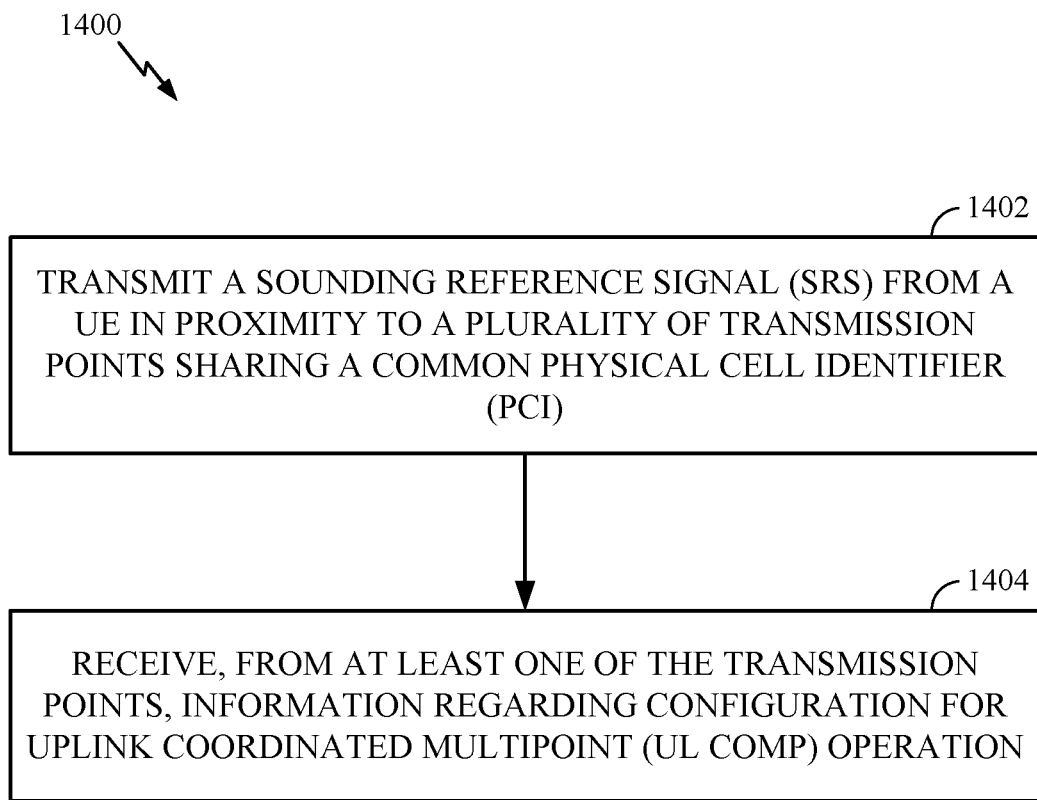 1400
1402
TRANSMIT A SOUNDING REFERENCE SIGNAL (SRS) FROM A
UE IN PROXIMITY TO A PLURALITY OF TRANSMISSION
POINTS SHARING A COMMON PHYSICAL CELL IDENTIFIER
(PCI)
1404
RECEIVE, FROM AT LEAST ONE OF THE TRANSMISSION
POINTS, INFORMATION REGARDING CONFIGURATION FOR
UPLINK COORDINATED MULTIPOINT (UL COMP) OPERATION